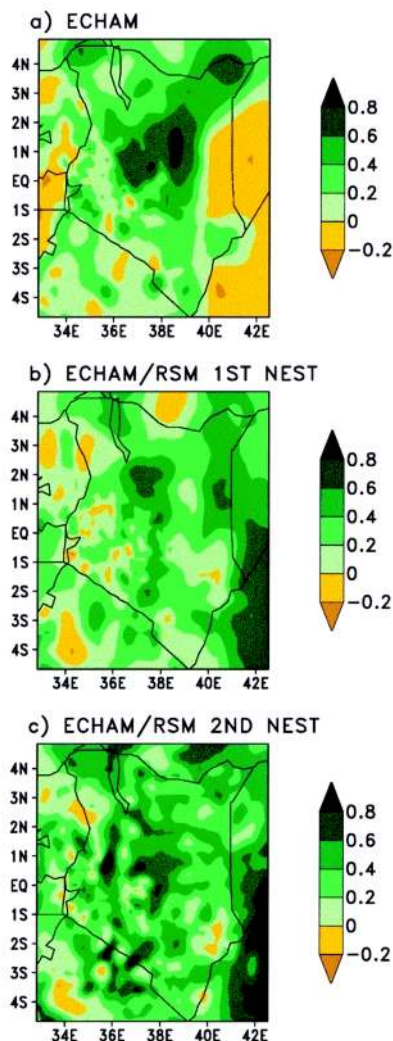 a) ECHAM
4N
3N
2N
1N
EQ
1S
2S
3S
4S
34E 36E 38E 40E 42E
0.8
0.6
0.4
0.2
0
−0.2
b) ECHAM/RSM 1ST NEST
4N
3N
2N
1N
EQ
1S
2S
3S
4S
34E 36E 38E 40E 42E
0.8
0.6
0.4
0.2
0
−0.2
c) ECHAM/RSM 2ND NEST
4N
3N
2N
1N
EQ
1S
2S
3S
4S
34E 36E 38E 40E 42E
0.8
0.6
0.4
0.2
0
−0.2